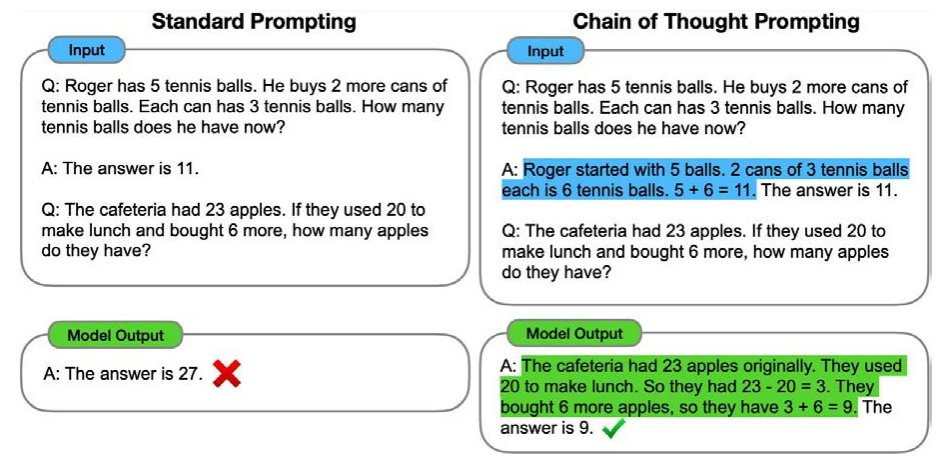 Standard Prompting
Input
Q: Roger has 5 tennis balls. He buys 2 more cans of
tennis balls. Each can has 3 tennis balls. How many
tennis balls does he have now?
A: The answer is 11.
Q: The cafeteria had 23 apples. If they used 20 to
make lunch and bought 6 more, how many apples
do they have?
Model Output
A: The answer is 27.
Chain of Thought Prompting
Input
Q: Roger has 5 tennis balls. He buys 2 more cans of
tennis balls. Each can has 3 tennis balls. How many
tennis balls does he have now?
A: Roger started with 5 balls. 2 cans of 3 tennis balls
each is 6 tennis balls. 5 + 6 = 11. The answer is 11.
Q: The cafeteria had 23 apples. If they used 20 to
make lunch and bought 6 more, how many apples
do they have?
Model Output
A: The cafeteria had 23 apples originally. They used
20 to make lunch. So they had 23 - 20 = 3. They
bought 6 more apples, so they have 3 + 6 = 9. The
answer is 9.